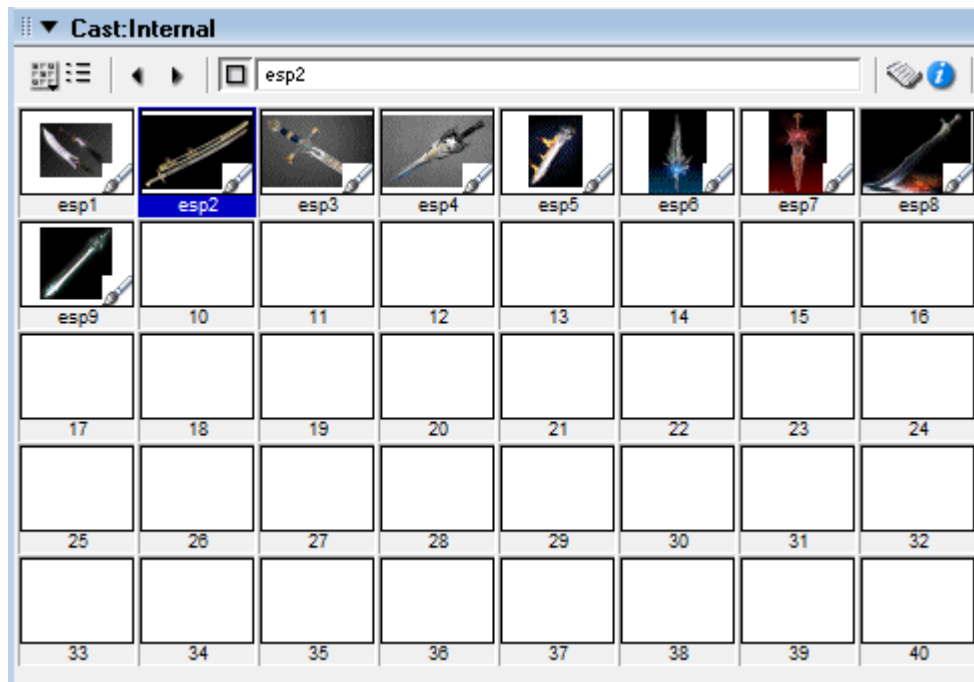 Cast:Internal
esp2
esp1 esp2 esp3 esp4 esp5 esp6 esp7 esp8
esp9 10 11 12 13 14 15 16
17 18 19 20 21 22 23 24
25 26 27 28 29 30 31 32
33 34 35 36 37 38 39 40